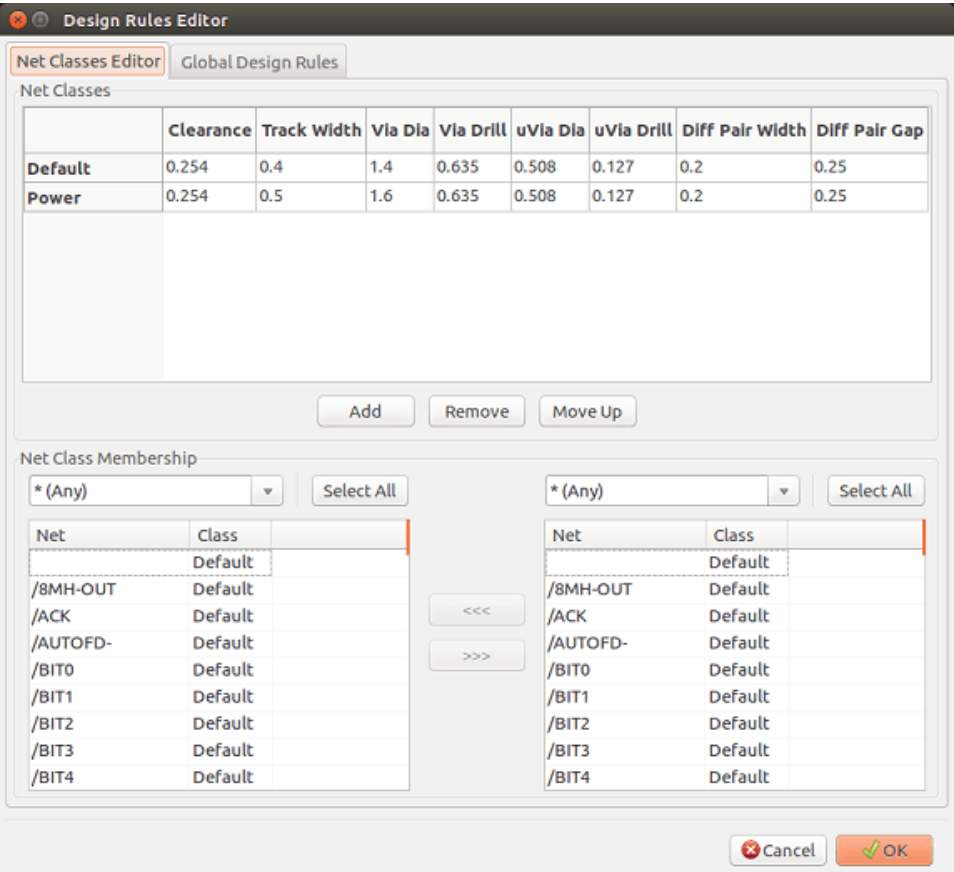 Design Rules Editor
Net Classes Editor Global Design Rules
Net Classes
Clearance Track Width Via Dia Via Drill uVia Dia uVia Drill Diff Pair Width Diff Pair Gap
Default 0.254 0.4 1.4 0.635 0.508 0.127 0.2 0.25
Power 0.254 0.5 1.6 0.635 0.508 0.127 0.2 0.25
Add Remove Move Up
Net Class Membership
* (Any) Select All * (Any) Select All
Net Class Net Class
Default Default
/8MH-OUT Default /8MH-OUT Default
/ACK Default <<< /ACK Default
/AUTOFD- Default /AUTOFD- Default
/BIT0 Default >>> /BIT0 Default
/BIT1 Default /BIT1 Default
/BIT2 Default /BIT2 Default
/BIT3 Default /BIT3 Default
/BIT4 Default /BIT4 Default
Cancel OK